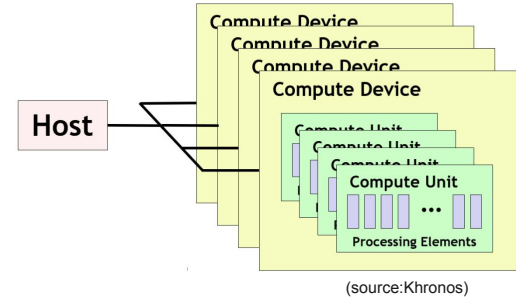 Compute Device
Compute Device
Compute Device
Compute Device
Host
Compute Unit
Compute Unit
Compute Unit
Compute Unit
Processing Elements
(source:Khronos)